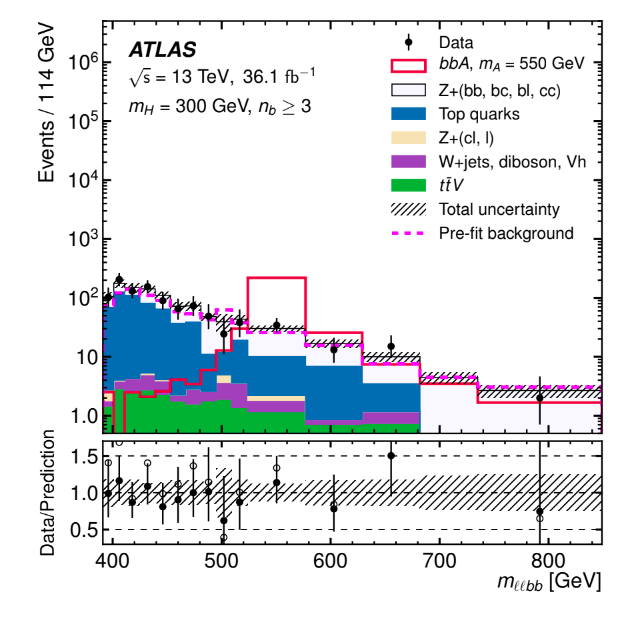 ATLAS
√s = 13 TeV, 36.1 fb⁻¹
m_H = 300 GeV, n_b ≥ 3
Data
bbA, m_A = 550 GeV
Z+(bb, bc, bl, cc)
Top quarks
Z+(cl, l)
W+jets, diboson, Vh
tt̄V
Total uncertainty
Pre-fit background
Events / 114 GeV
10⁶
10⁵
10⁴
10³
10²
10
1.0
Data/Prediction
1.5
1.0
0.5
400 500 600 700 800
m_ℓℓbb [GeV]